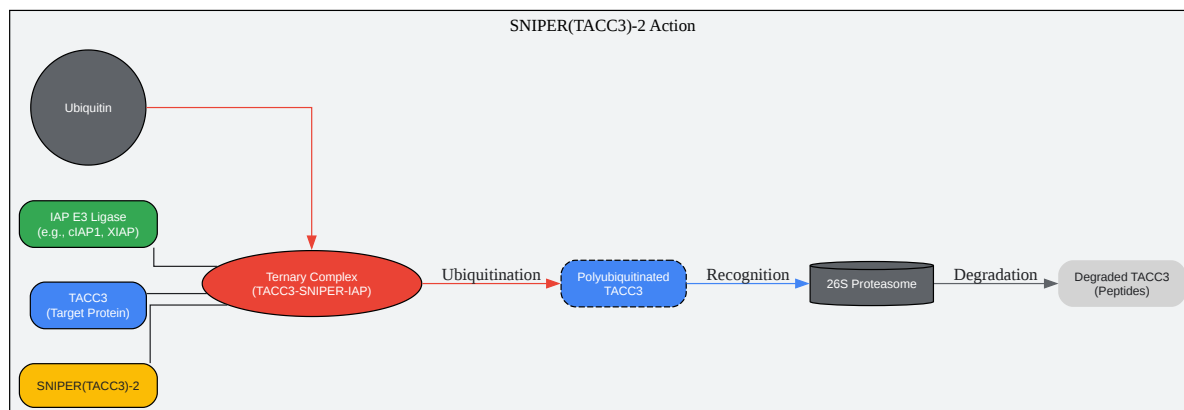 SNIPER(TACC3)-2 Action
Ubiquitin
IAP E3 Ligase
(e.g., cIAP1, XIAP)
TACC3
(Target Protein)
SNIPER(TACC3)-2
Ternary Complex
(TACC3-SNIPER-IAP)
Ubiquitination
Polyubiquitinated
TACC3
Recognition
26S Proteasome
Degradation
Degraded TACC3
(Peptides)